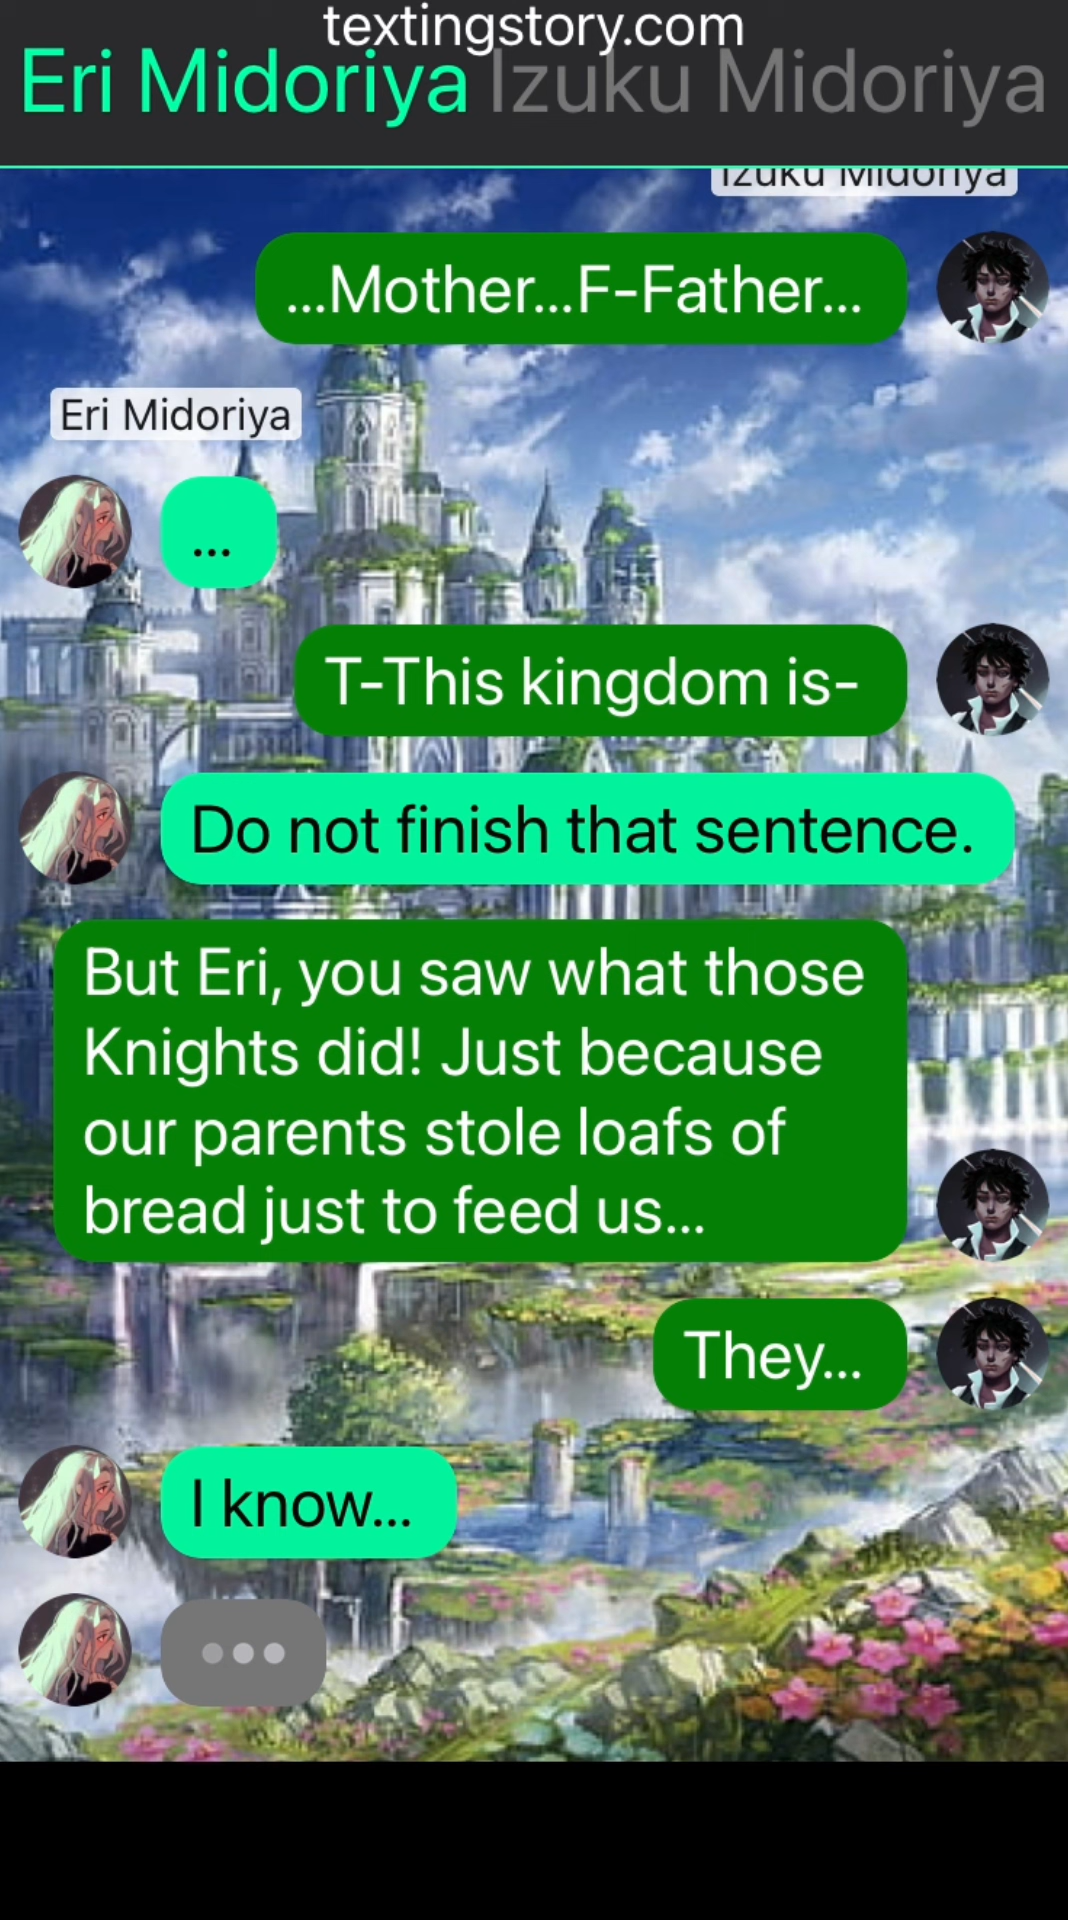 textingstory.com
Eri Midoriya Izuku Midoriya
Izuku Midoriya
...Mother...F-Father...
Eri Midoriya
...
T-This kingdom is-
Do not finish that sentence.
But Eri, you saw what those
Knights did! Just because
our parents stole loafs of
bread just to feed us...
They...
I know...